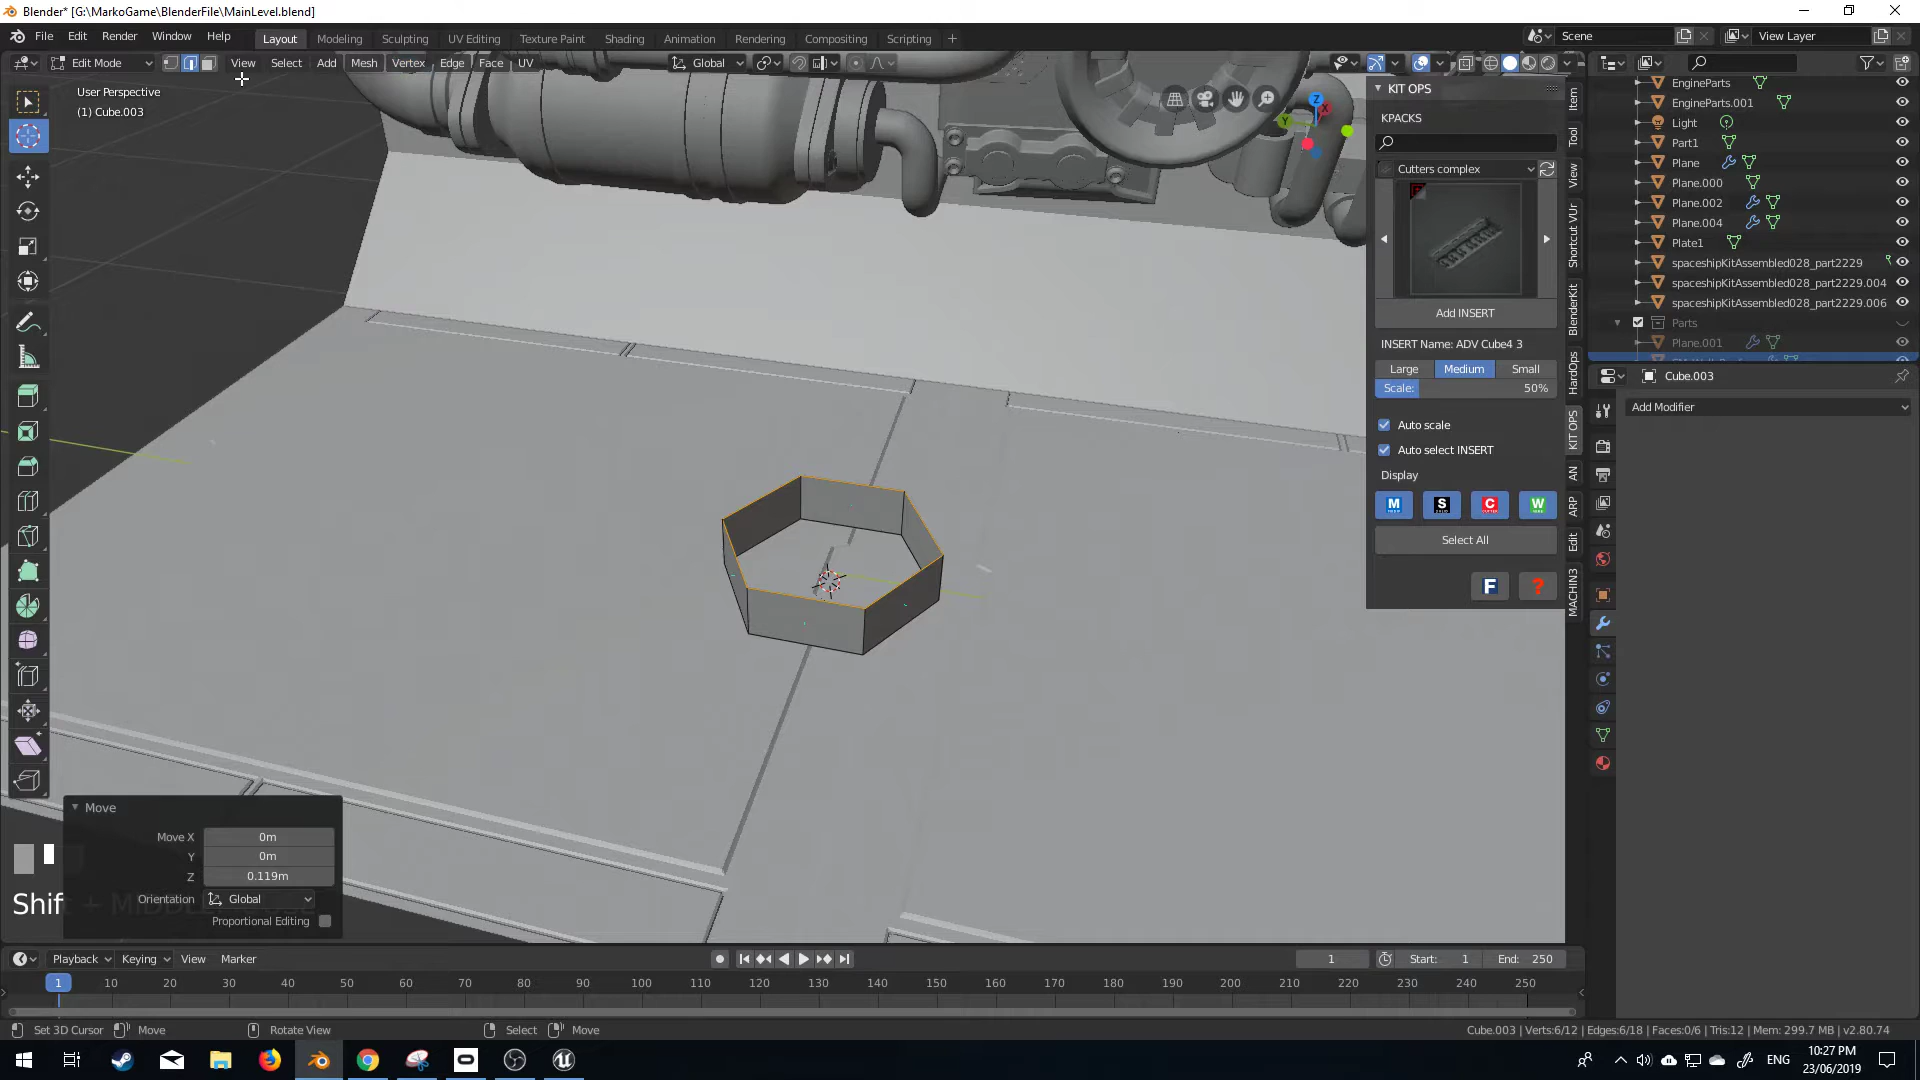 Blender* [G:\MarkoGame\BlenderFile\MainLevel.blend]
File Edit Render Window Help
Layout Modeling Sculpting UV Editing Texture Paint Shading Animation Rendering Compositing Scripting
Scene
View Layer
Edit Mode View Select Add Mesh Vertex Edge Face UV
Global
User Perspective
(1) Cube.003
Z
X
Y
KIT OPS
KPACKS
Cutters complex
Add INSERT
INSERT Name: ADV Cube4 3
Large Medium Small
Scale: 50%
Auto scale
Auto select INSERT
Display
M S C W
Select All
F ?
Item
Tool
View
Shortcut VUr
BlenderKit
HardOps
KIT OPS
AN
ARP
Edit
MACHIN3
EngineParts
EngineParts.001
Light
Part1
Plane
Plane.000
Plane.002
Plane.004
Plate1
spaceshipKitAssembled028_part2229
spaceshipKitAssembled028_part2229.004
spaceshipKitAssembled028_part2229.006
Parts
Plane.001
Cube.003
Add Modifier
Move
Move X 0m
Y 0m
Z 0.119m
Orientation Global
Proportional Editing
Playback Keying View Marker
1
Start: 1
End: 250
1 10 20 30 40 50 60 70 80 90 100 110 120 130 140 150 160 170 180 190 200 210 220 230 240 250
Set 3D Cursor Move Rotate View Select Move
Cube.003 | Verts:6/12 | Edges:6/18 | Faces:0/6 | Tris:12 | Mem: 299.7 MB | v2.80.74
ENG
10:27 PM
23/06/2019